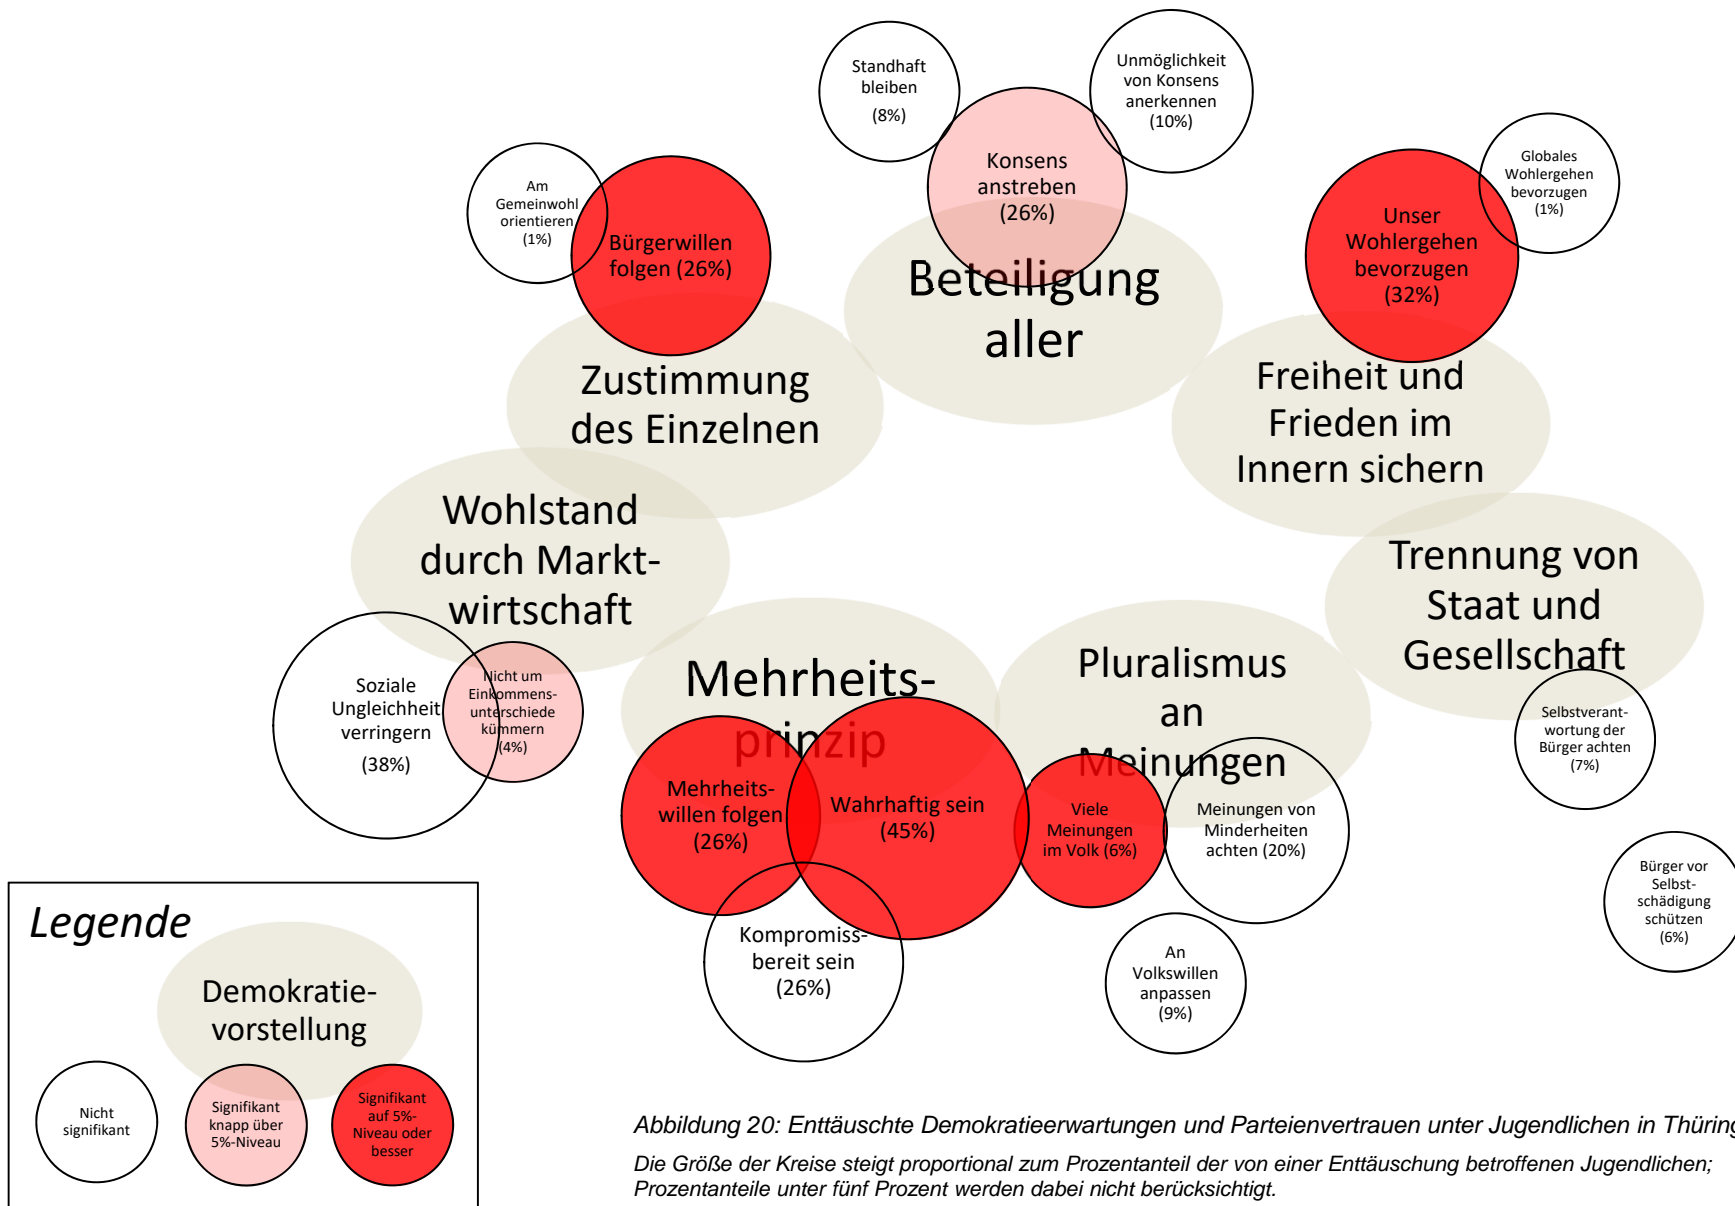 Standhaft
bleiben
(8%)
Unmöglichkeit
von Konsens
anerkennen
(10%)
Konsens
anstreben
(26%)
Am
Gemeinwohl
orientieren
(1%)
Bürgerwillen
folgen (26%)
Globales
Wohlergehen
bevorzugen
(1%)
Unser
Wohlergehen
bevorzugen
(32%)
Beteiligung
aller
Zustimmung
des Einzelnen
Freiheit und
Frieden im
Innern sichern
Wohlstand
durch Markt-
wirtschaft
Trennung von
Staat und
Gesellschaft
Soziale
Ungleichheit
verringern
(38%)
Nicht um
Einkommens-
unterschiede
kümmern
(4%)
Mehrheits-
prinzip
Pluralismus
an
Meinungen
Selbstverant-
wortung der
Bürger achten
(7%)
Mehrheits-
willen folgen
(26%)
Wahrhaftig sein
(45%)
Viele
Meinungen
im Volk (6%)
Meinungen von
Minderheiten
achten (20%)
Kompromiss-
bereit sein
(26%)
An
Volkswillen
anpassen
(9%)
Bürger vor
Selbst-
schädigung
schützen
(6%)
Legende
Demokratie-
vorstellung
Nicht
signifikant
Signifikant
knapp über
5%-Niveau
Signifikant
auf 5%-
Niveau oder
besser
Abbildung 20: Enttäuschte Demokratieerwartungen und Parteienvertrauen unter Jugendlichen in Thüring
Die Größe der Kreise steigt proportional zum Prozentanteil der von einer Enttäuschung betroffenen Jugendlichen;
Prozentanteile unter fünf Prozent werden dabei nicht berücksichtigt.